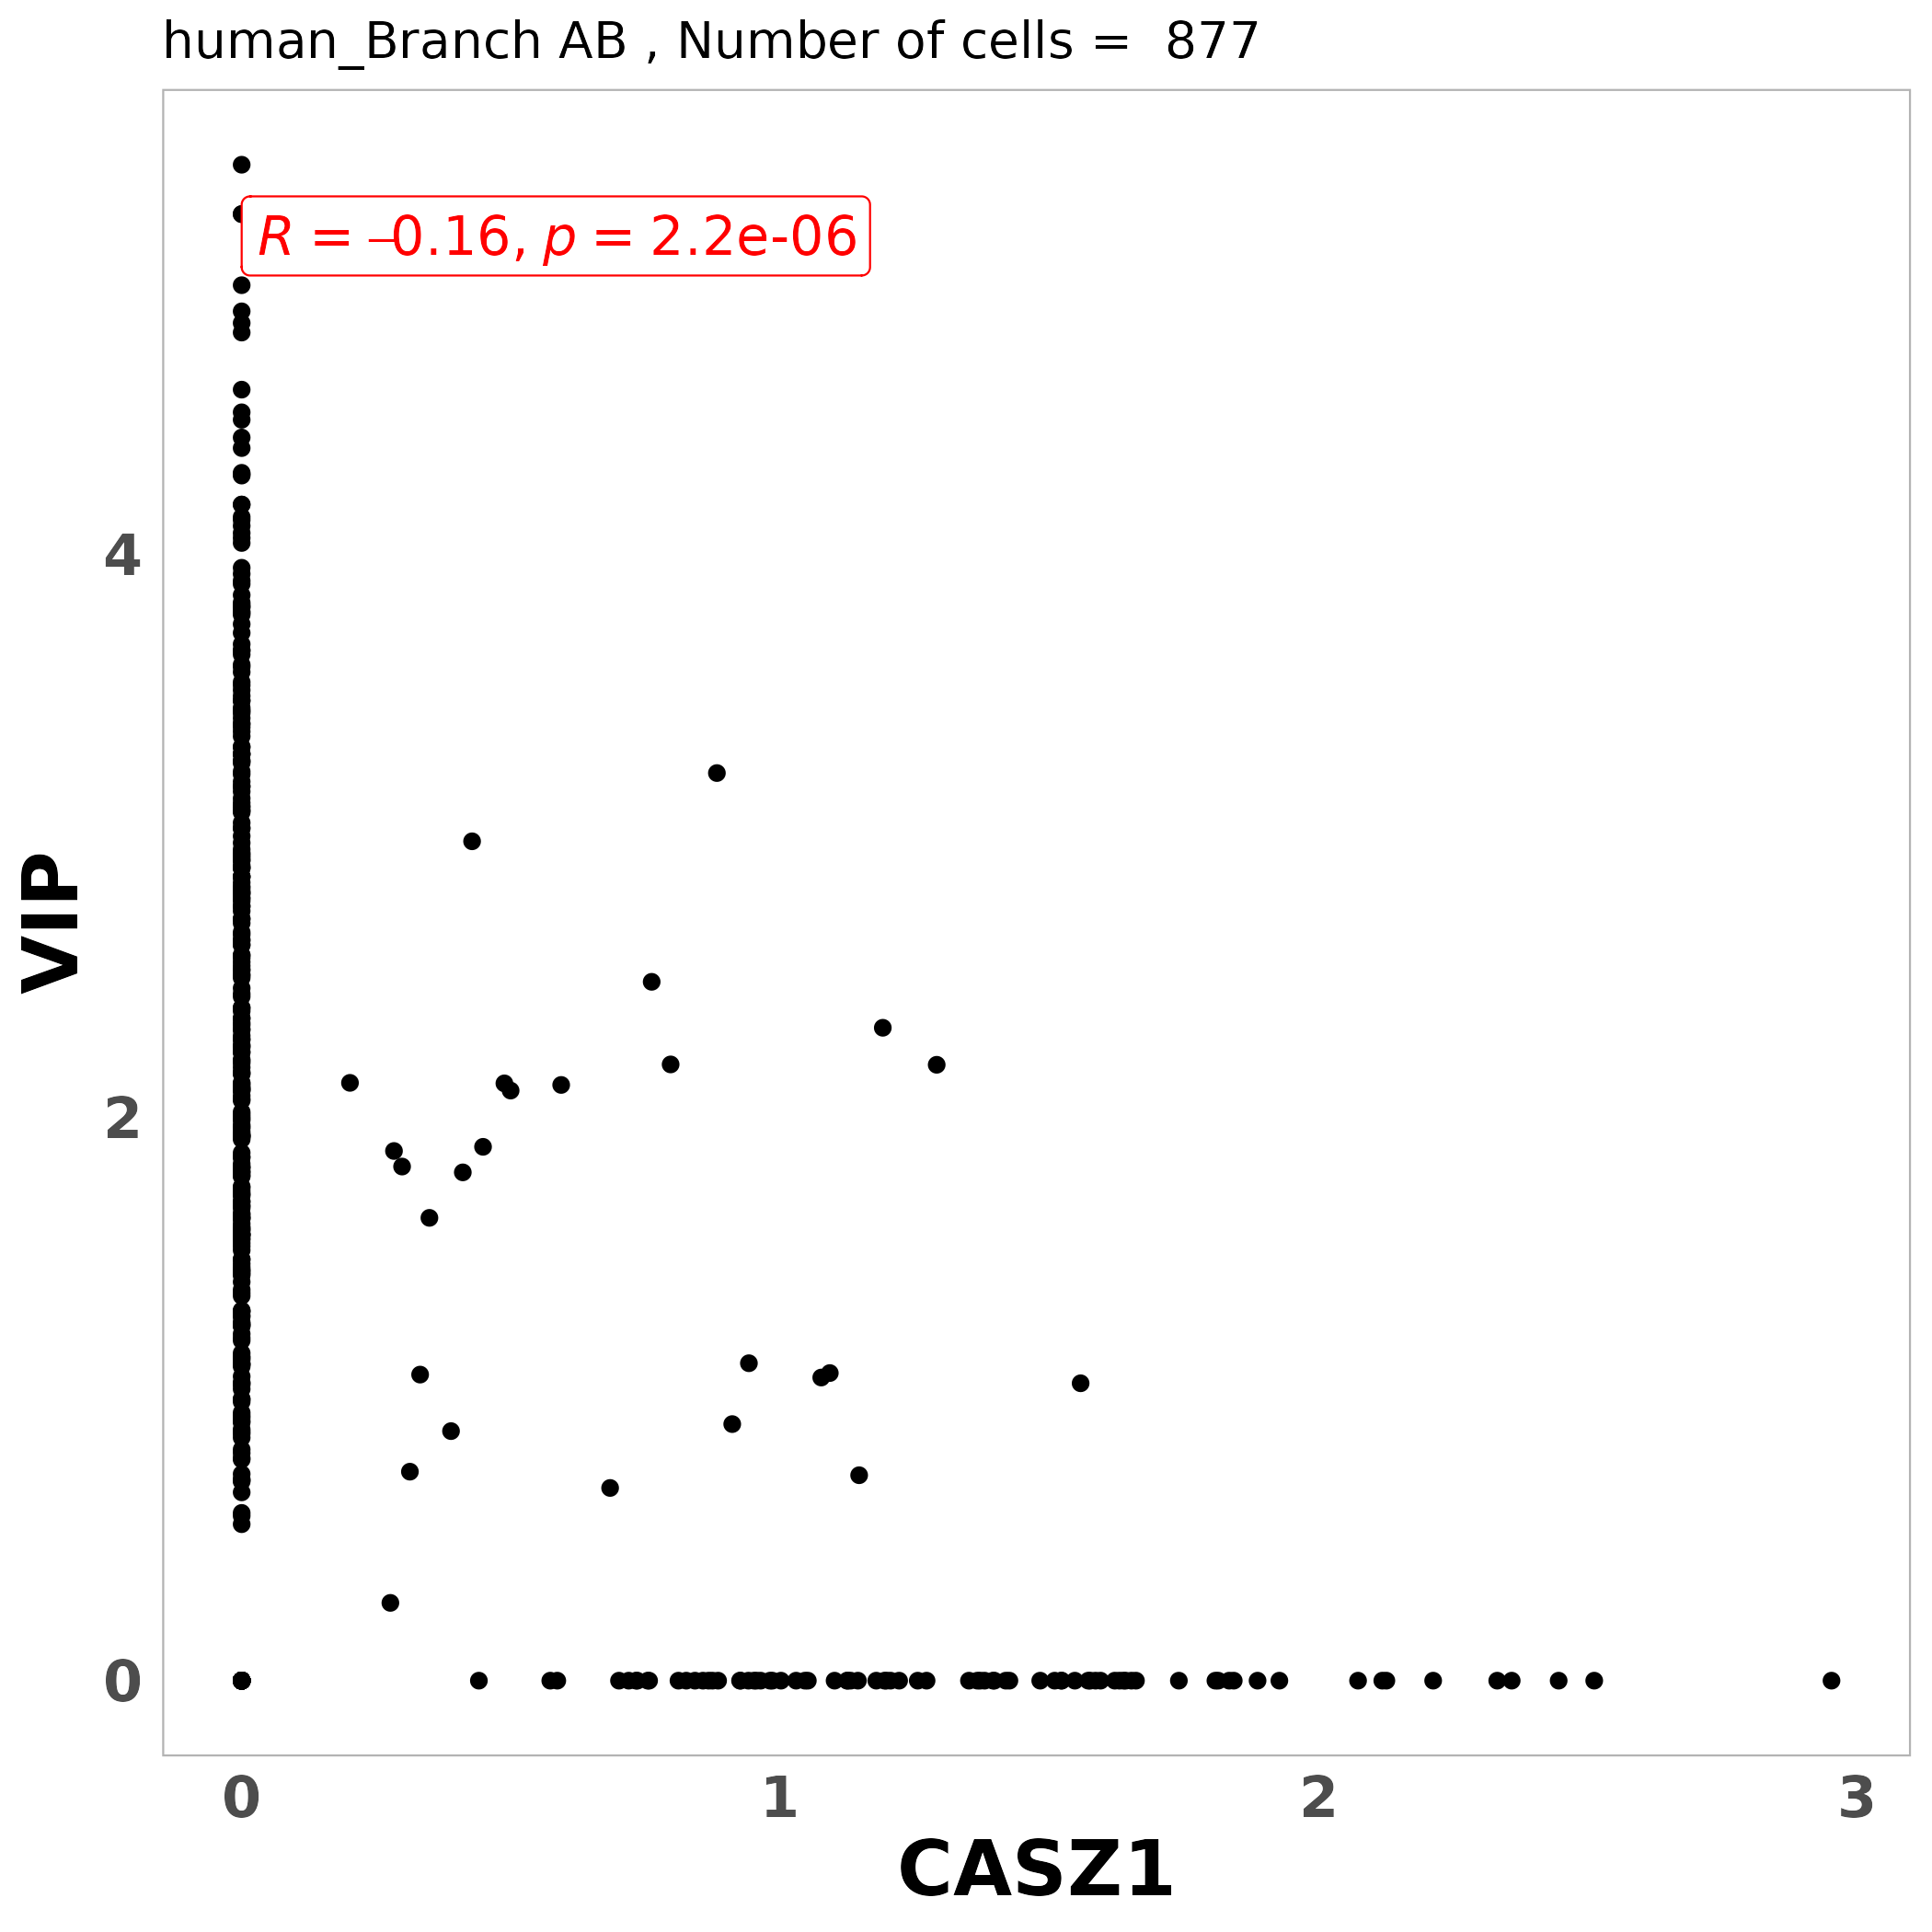 human_Branch AB , Number of cells =  877
R = –0.16, p = 2.2e-06
4
2
0
VIP
0 1 2 3
CASZ1